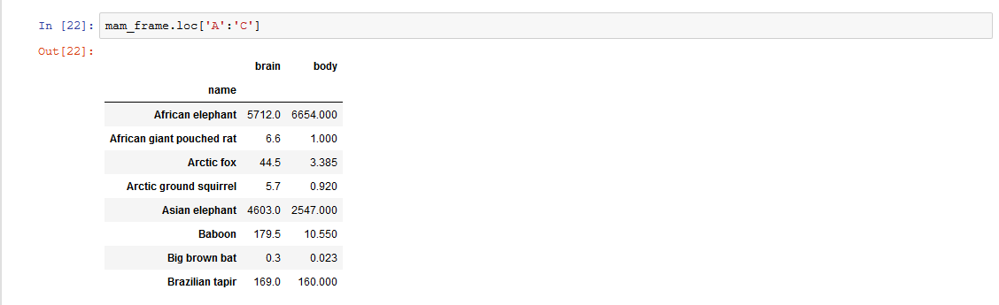 In [22]: mam_frame.loc['A':'C']
Out[22]:
brain body
name
African elephant 5712.0 6654.000
African giant pouched rat 6.6 1.000
Arctic fox 44.5 3.385
Arctic ground squirrel 5.7 0.920
Asian elephant 4603.0 2547.000
Baboon 179.5 10.550
Big brown bat 0.3 0.023
Brazilian tapir 169.0 160.000